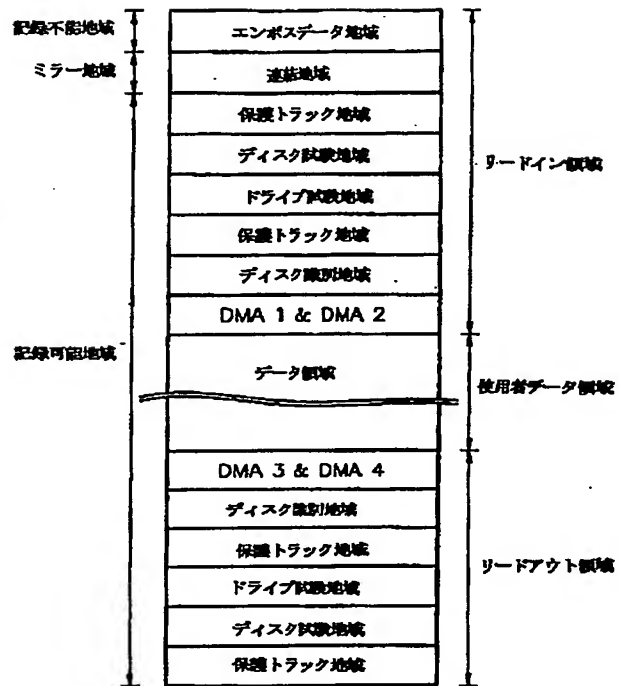 記録不能地域
ミラー地域
記録可能地域
エンボスデータ地域
連結地域
保護トラック地域
ディスク試験地域
ドライブ試験地域
保護トラック地域
ディスク識別地域
DMA 1 & DMA 2
データ領域
DMA 3 & DMA 4
ディスク識別地域
保護トラック地域
ドライブ試験地域
ディスク試験地域
保護トラック地域
リードイン領域
使用者データ領域
リードアウト領域